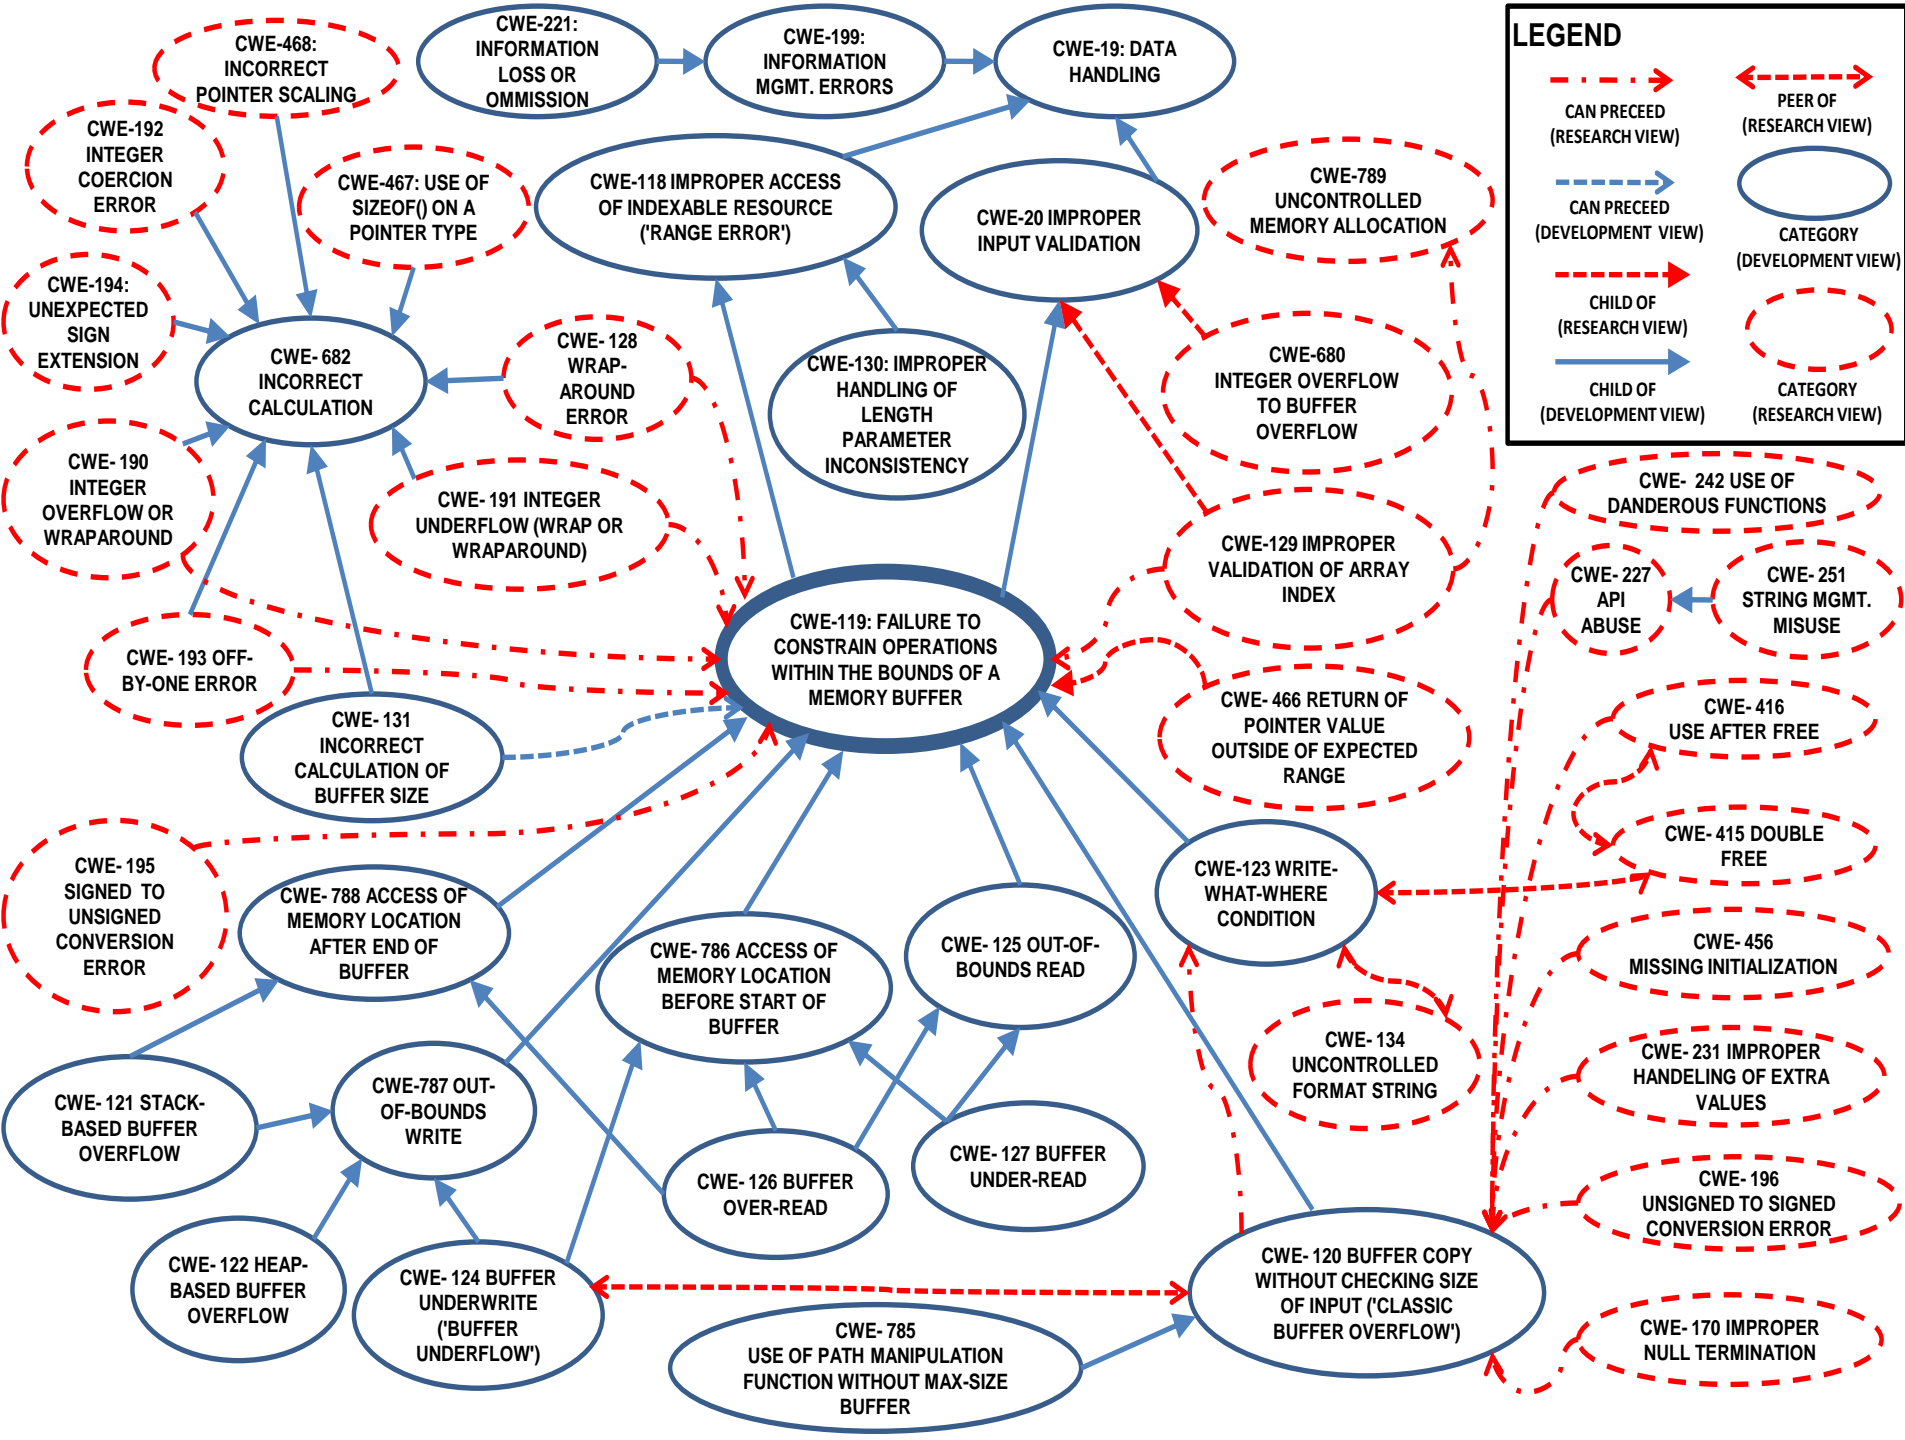 CWE-468:
INCORRECT
POINTER SCALING
CWE-221:
INFORMATION
LOSS OR
OMMISSION
CWE-199:
INFORMATION
MGMT. ERRORS
CWE-19: DATA
HANDLING
LEGEND
CAN PRECEED
(RESEARCH VIEW)
PEER OF
(RESEARCH VIEW)
CAN PRECEED
(DEVELOPMENT VIEW)
CATEGORY
(DEVELOPMENT VIEW)
CHILD OF
(RESEARCH VIEW)
CHILD OF
(DEVELOPMENT VIEW)
CATEGORY
(RESEARCH VIEW)
CWE-192
INTEGER
COERCION
ERROR
CWE-467: USE OF
SIZEOF() ON A
POINTER TYPE
CWE-118 IMPROPER ACCESS
OF INDEXABLE RESOURCE
('RANGE ERROR')
CWE-20 IMPROPER
INPUT VALIDATION
CWE-789
UNCONTROLLED
MEMORY ALLOCATION
CWE-194:
UNEXPECTED
SIGN
EXTENSION
CWE- 682
INCORRECT
CALCULATION
CWE- 128
WRAP-
AROUND
ERROR
CWE-130: IMPROPER
HANDLING OF
LENGTH
PARAMETER
INCONSISTENCY
CWE-680
INTEGER OVERFLOW
TO BUFFER
OVERFLOW
CWE- 190
INTEGER
OVERFLOW OR
WRAPAROUND
CWE- 191 INTEGER
UNDERFLOW (WRAP OR
WRAPAROUND)
CWE-129 IMPROPER
VALIDATION OF ARRAY
INDEX
CWE- 242 USE OF
DANDEROUS FUNCTIONS
CWE- 227
API
ABUSE
CWE- 251
STRING MGMT.
MISUSE
CWE- 193 OFF-
BY-ONE ERROR
CWE-119: FAILURE TO
CONSTRAIN OPERATIONS
WITHIN THE BOUNDS OF A
MEMORY BUFFER
CWE- 466 RETURN OF
POINTER VALUE
OUTSIDE OF EXPECTED
RANGE
CWE- 416
USE AFTER FREE
CWE- 131
INCORRECT
CALCULATION OF
BUFFER SIZE
CWE- 415 DOUBLE
FREE
CWE- 195
SIGNED TO
UNSIGNED
CONVERSION
ERROR
CWE- 788 ACCESS OF
MEMORY LOCATION
AFTER END OF
BUFFER
CWE- 786 ACCESS OF
MEMORY LOCATION
BEFORE START OF
BUFFER
CWE- 125 OUT-OF-
BOUNDS READ
CWE-123 WRITE-
WHAT-WHERE
CONDITION
CWE- 456
MISSING INITIALIZATION
CWE- 134
UNCONTROLLED
FORMAT STRING
CWE- 231 IMPROPER
HANDELING OF EXTRA
VALUES
CWE- 121 STACK-
BASED BUFFER
OVERFLOW
CWE-787 OUT-
OF-BOUNDS
WRITE
CWE- 126 BUFFER
OVER-READ
CWE- 127 BUFFER
UNDER-READ
CWE- 196
UNSIGNED TO SIGNED
CONVERSION ERROR
CWE- 122 HEAP-
BASED BUFFER
OVERFLOW
CWE- 124 BUFFER
UNDERWRITE
('BUFFER
UNDERFLOW')
CWE- 120 BUFFER COPY
WITHOUT CHECKING SIZE
OF INPUT ('CLASSIC
BUFFER OVERFLOW')
CWE- 785
USE OF PATH MANIPULATION
FUNCTION WITHOUT MAX-SIZE
BUFFER
CWE- 170 IMPROPER
NULL TERMINATION